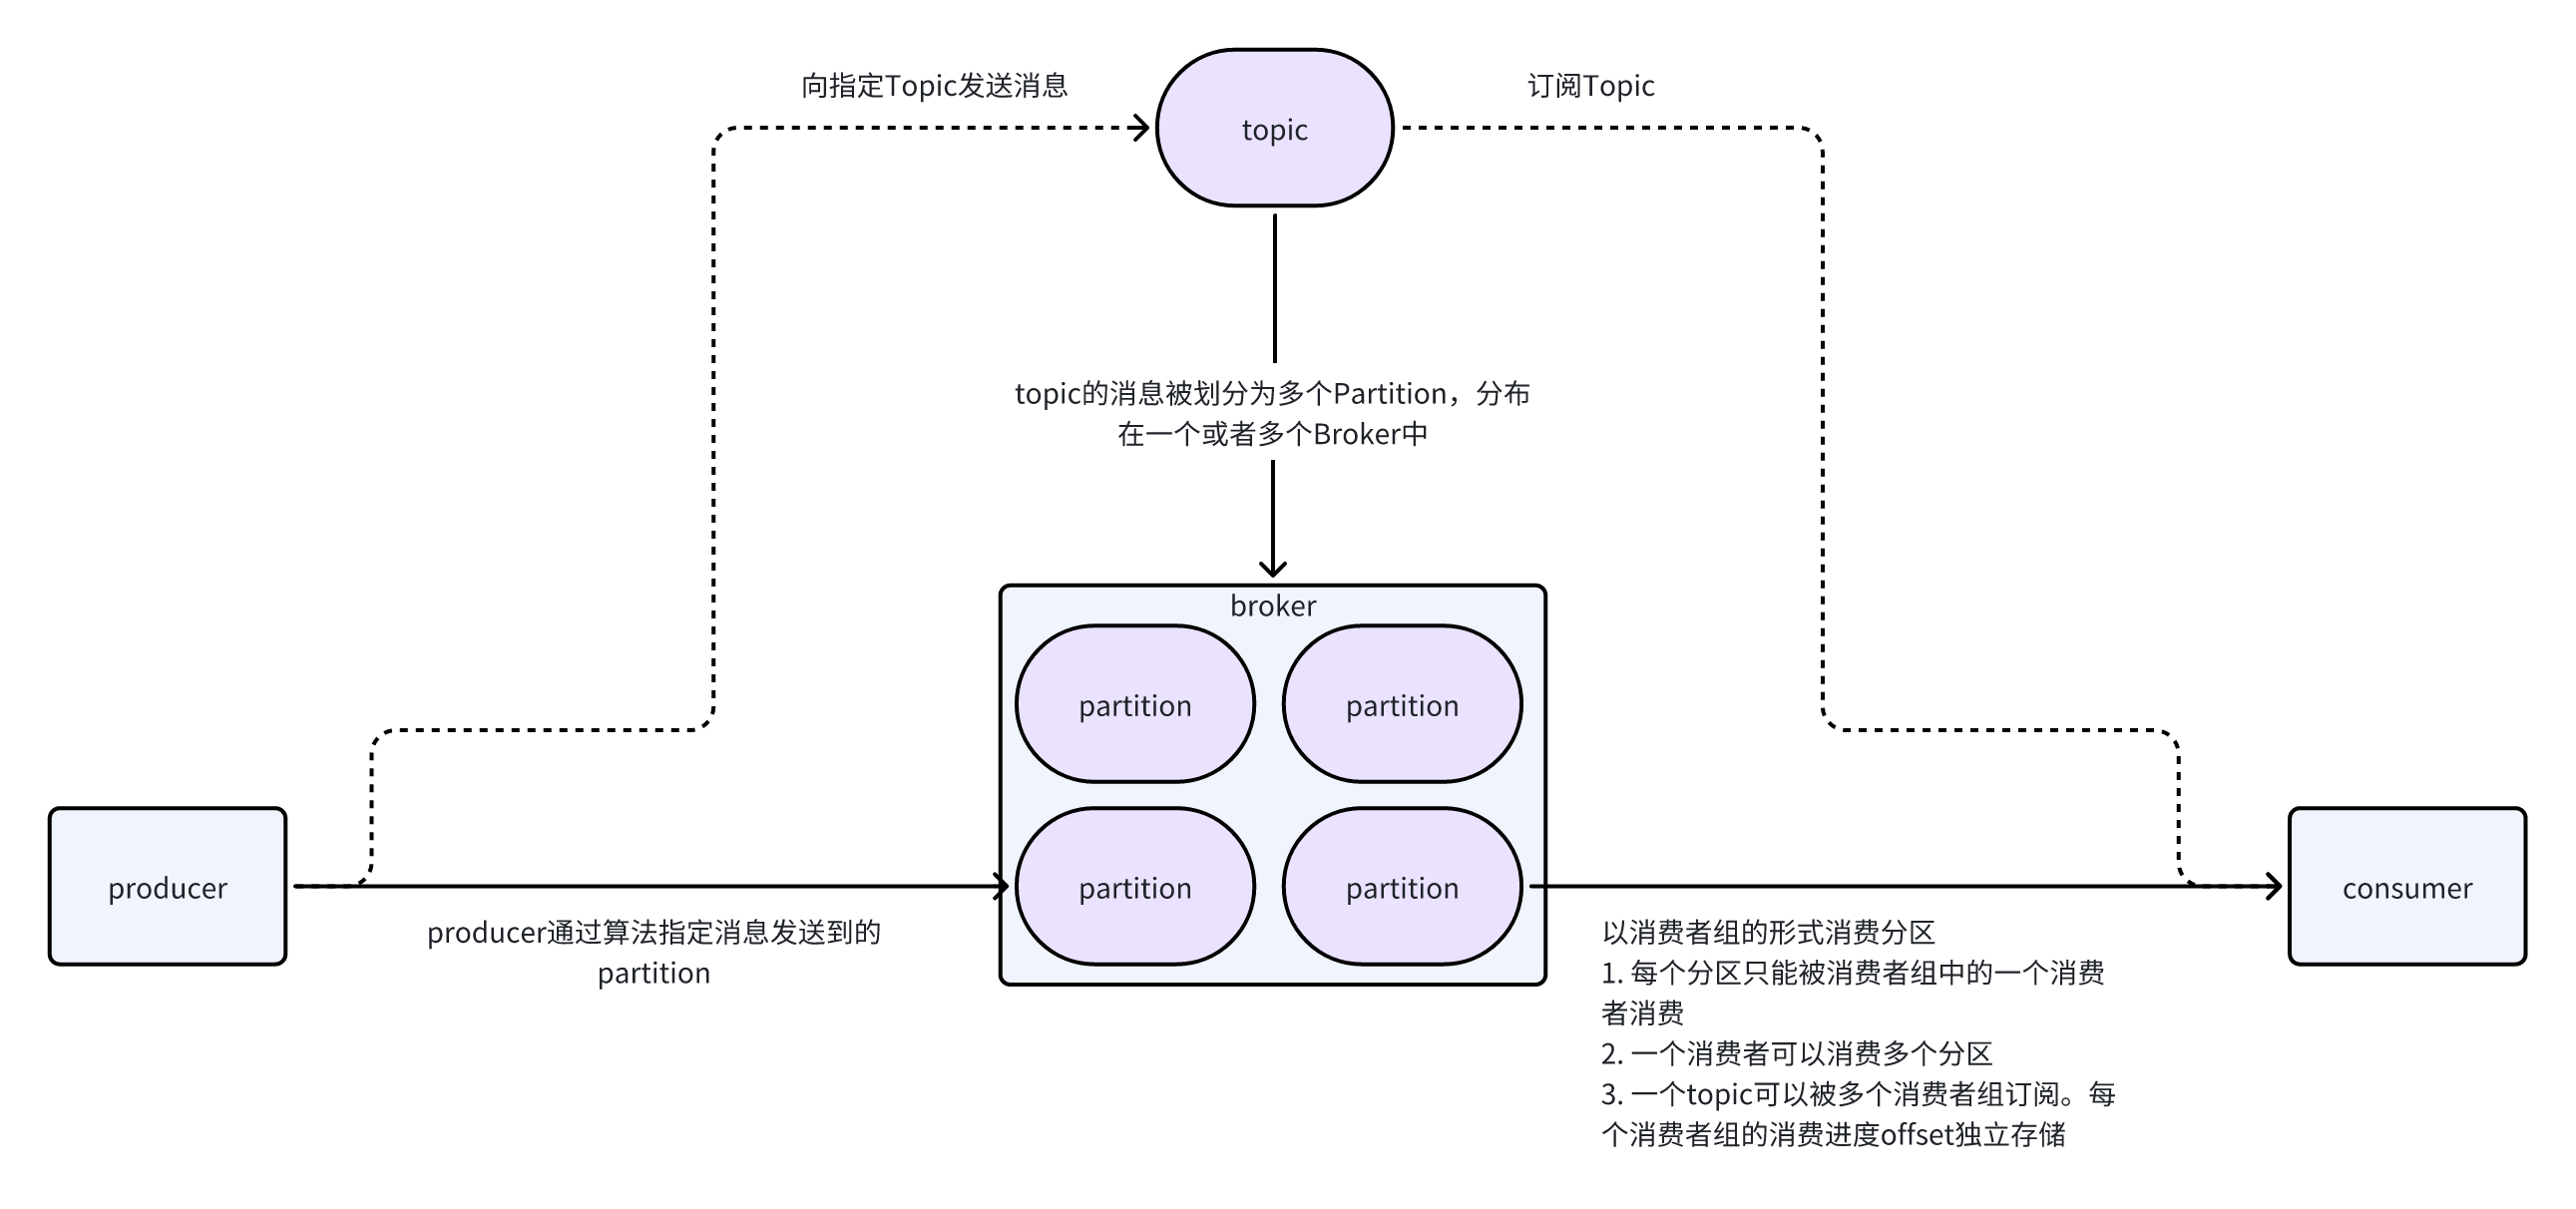 向指定Topic发送消息
topic
订阅Topic
topic的消息被划分为多个Partition，分布
在一个或者多个Broker中
broker
partition
partition
producer
partition
partition
consumer
producer通过算法指定消息发送到的
partition
以消费者组的形式消费分区
1. 每个分区只能被消费者组中的一个消费
者消费
2. 一个消费者可以消费多个分区
3. 一个topic可以被多个消费者组订阅。每
个消费者组的消费进度offset独立存储